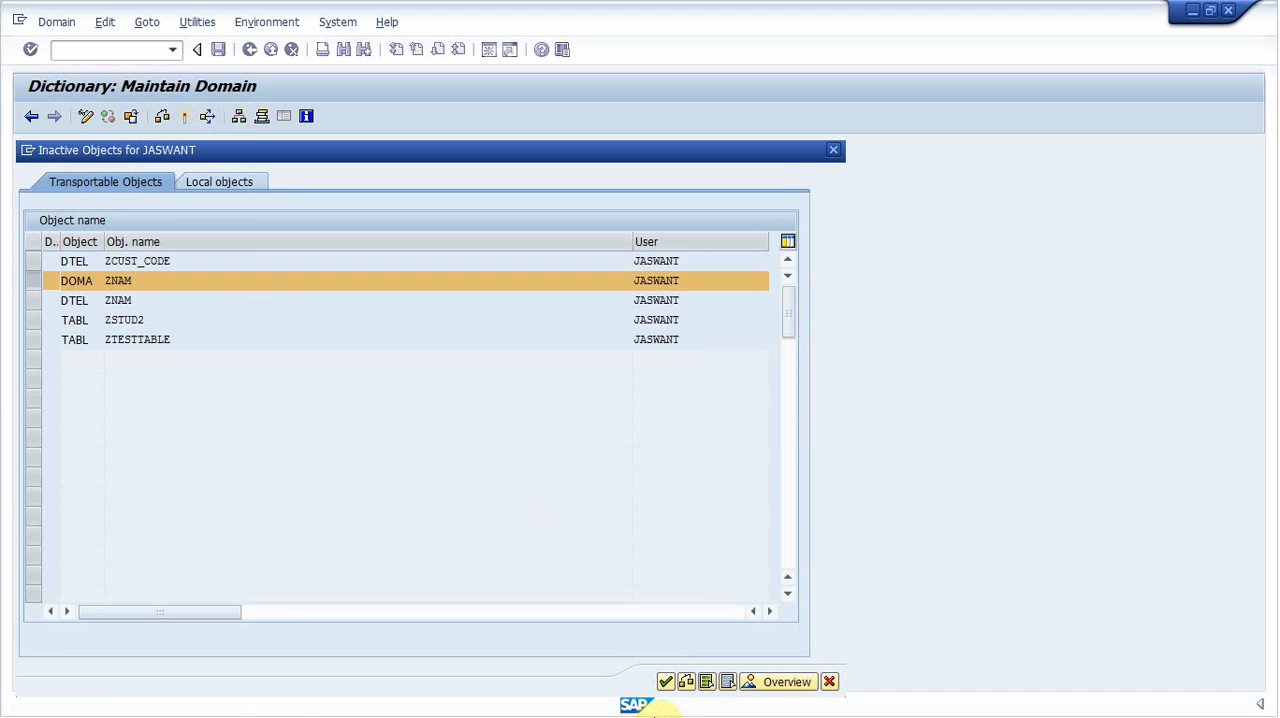 Domain Edit Goto Utilities Environment System Help
Dictionary: Maintain Domain
Inactive Objects for JASWANT
Transportable Objects Local objects
Object name
D.. Object Obj. name User
DTEL ZCUST_CODE JASWANT
DOMA ZNAM JASWANT
DTEL ZNAM JASWANT
TABL ZSTUD2 JASWANT
TABL ZTESTTABLE JASWANT
Overview
SAP